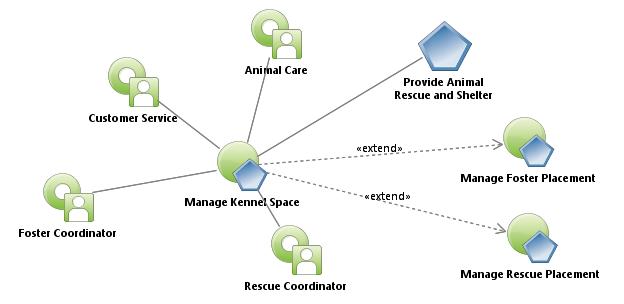 Animal Care
Provide Animal
Rescue and Shelter
Customer Service
«extend»
Manage Foster Placement
«extend»
Manage Kennel Space
Foster Coordinator
Manage Rescue Placement
Rescue Coordinator